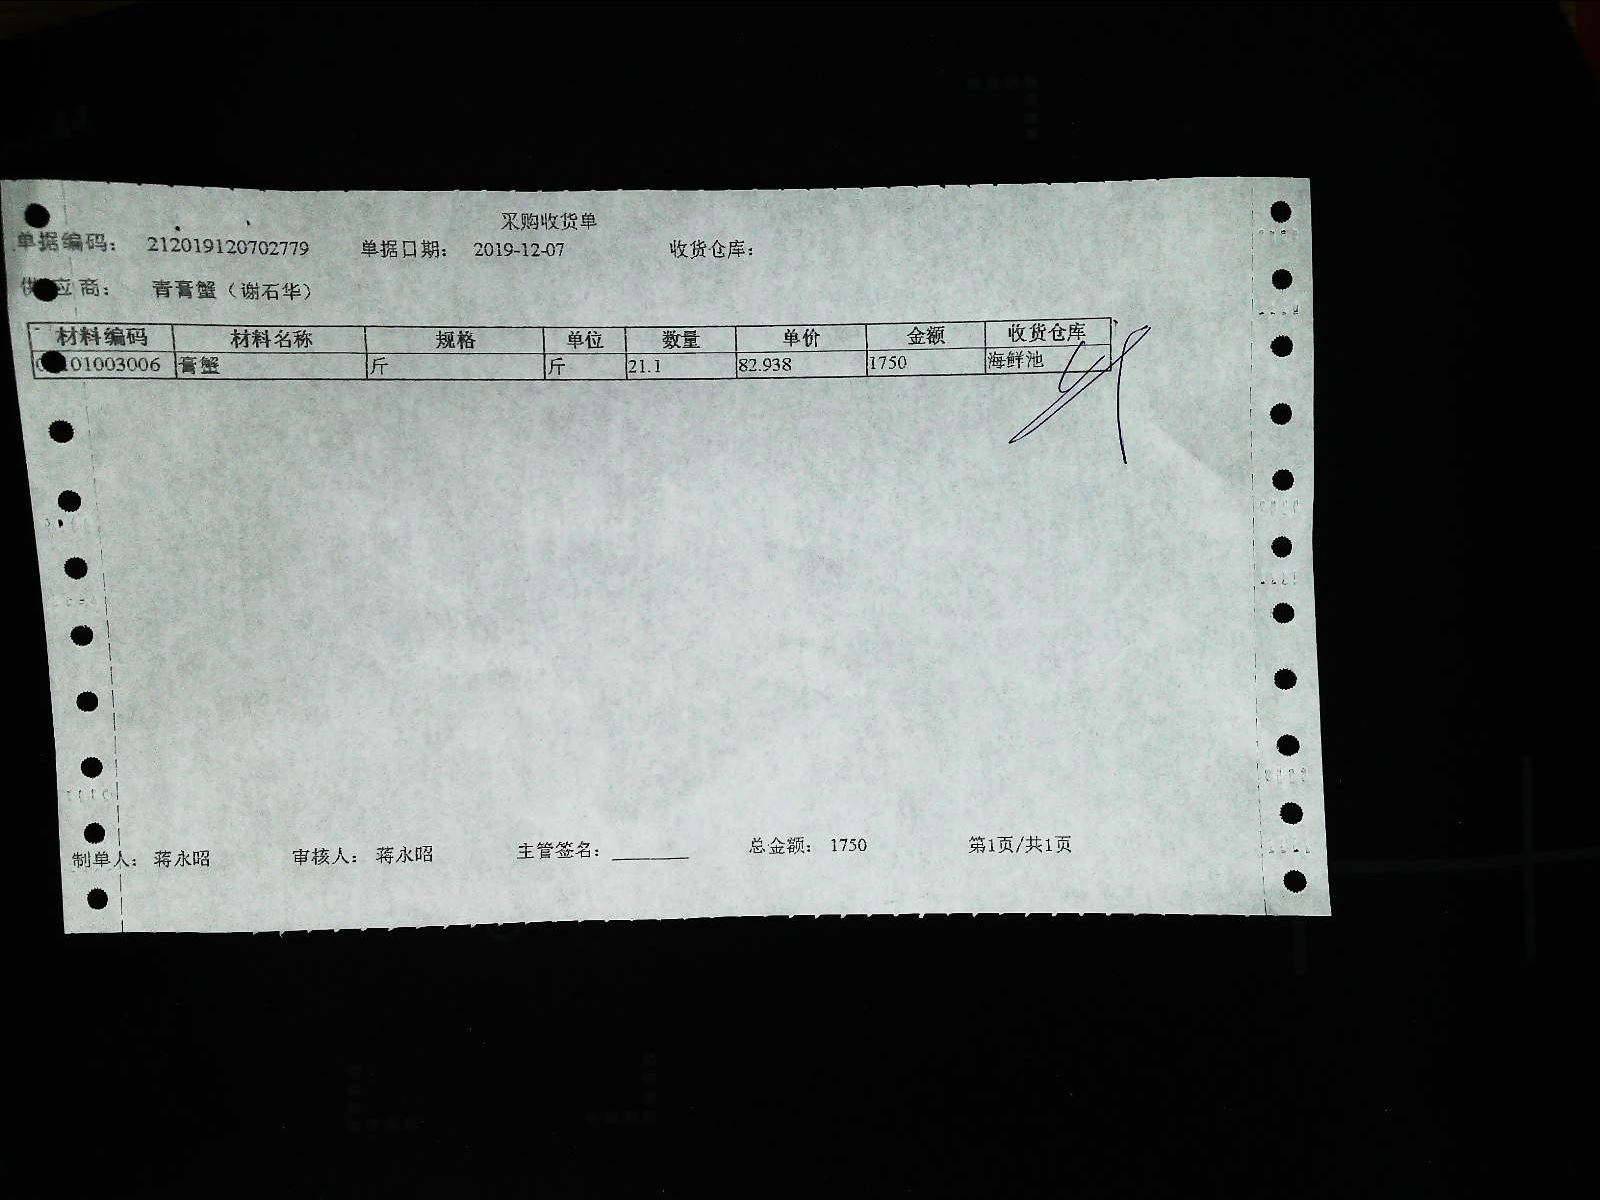 采购收货单
单据编码： 212019120702779 单据日期： 2019-12-07 收货仓库：
供应商： 青膏蟹（谢石华）
材料编码 材料名称 规格 单位 数量 单价 金额 收货仓库
01003006 膏蟹 斤 斤 21.1 82.938 1750 海鲜池
制单人： 蒋永昭 审核人： 蒋永昭 主管签名： 总金额： 1750 第1页/共1页